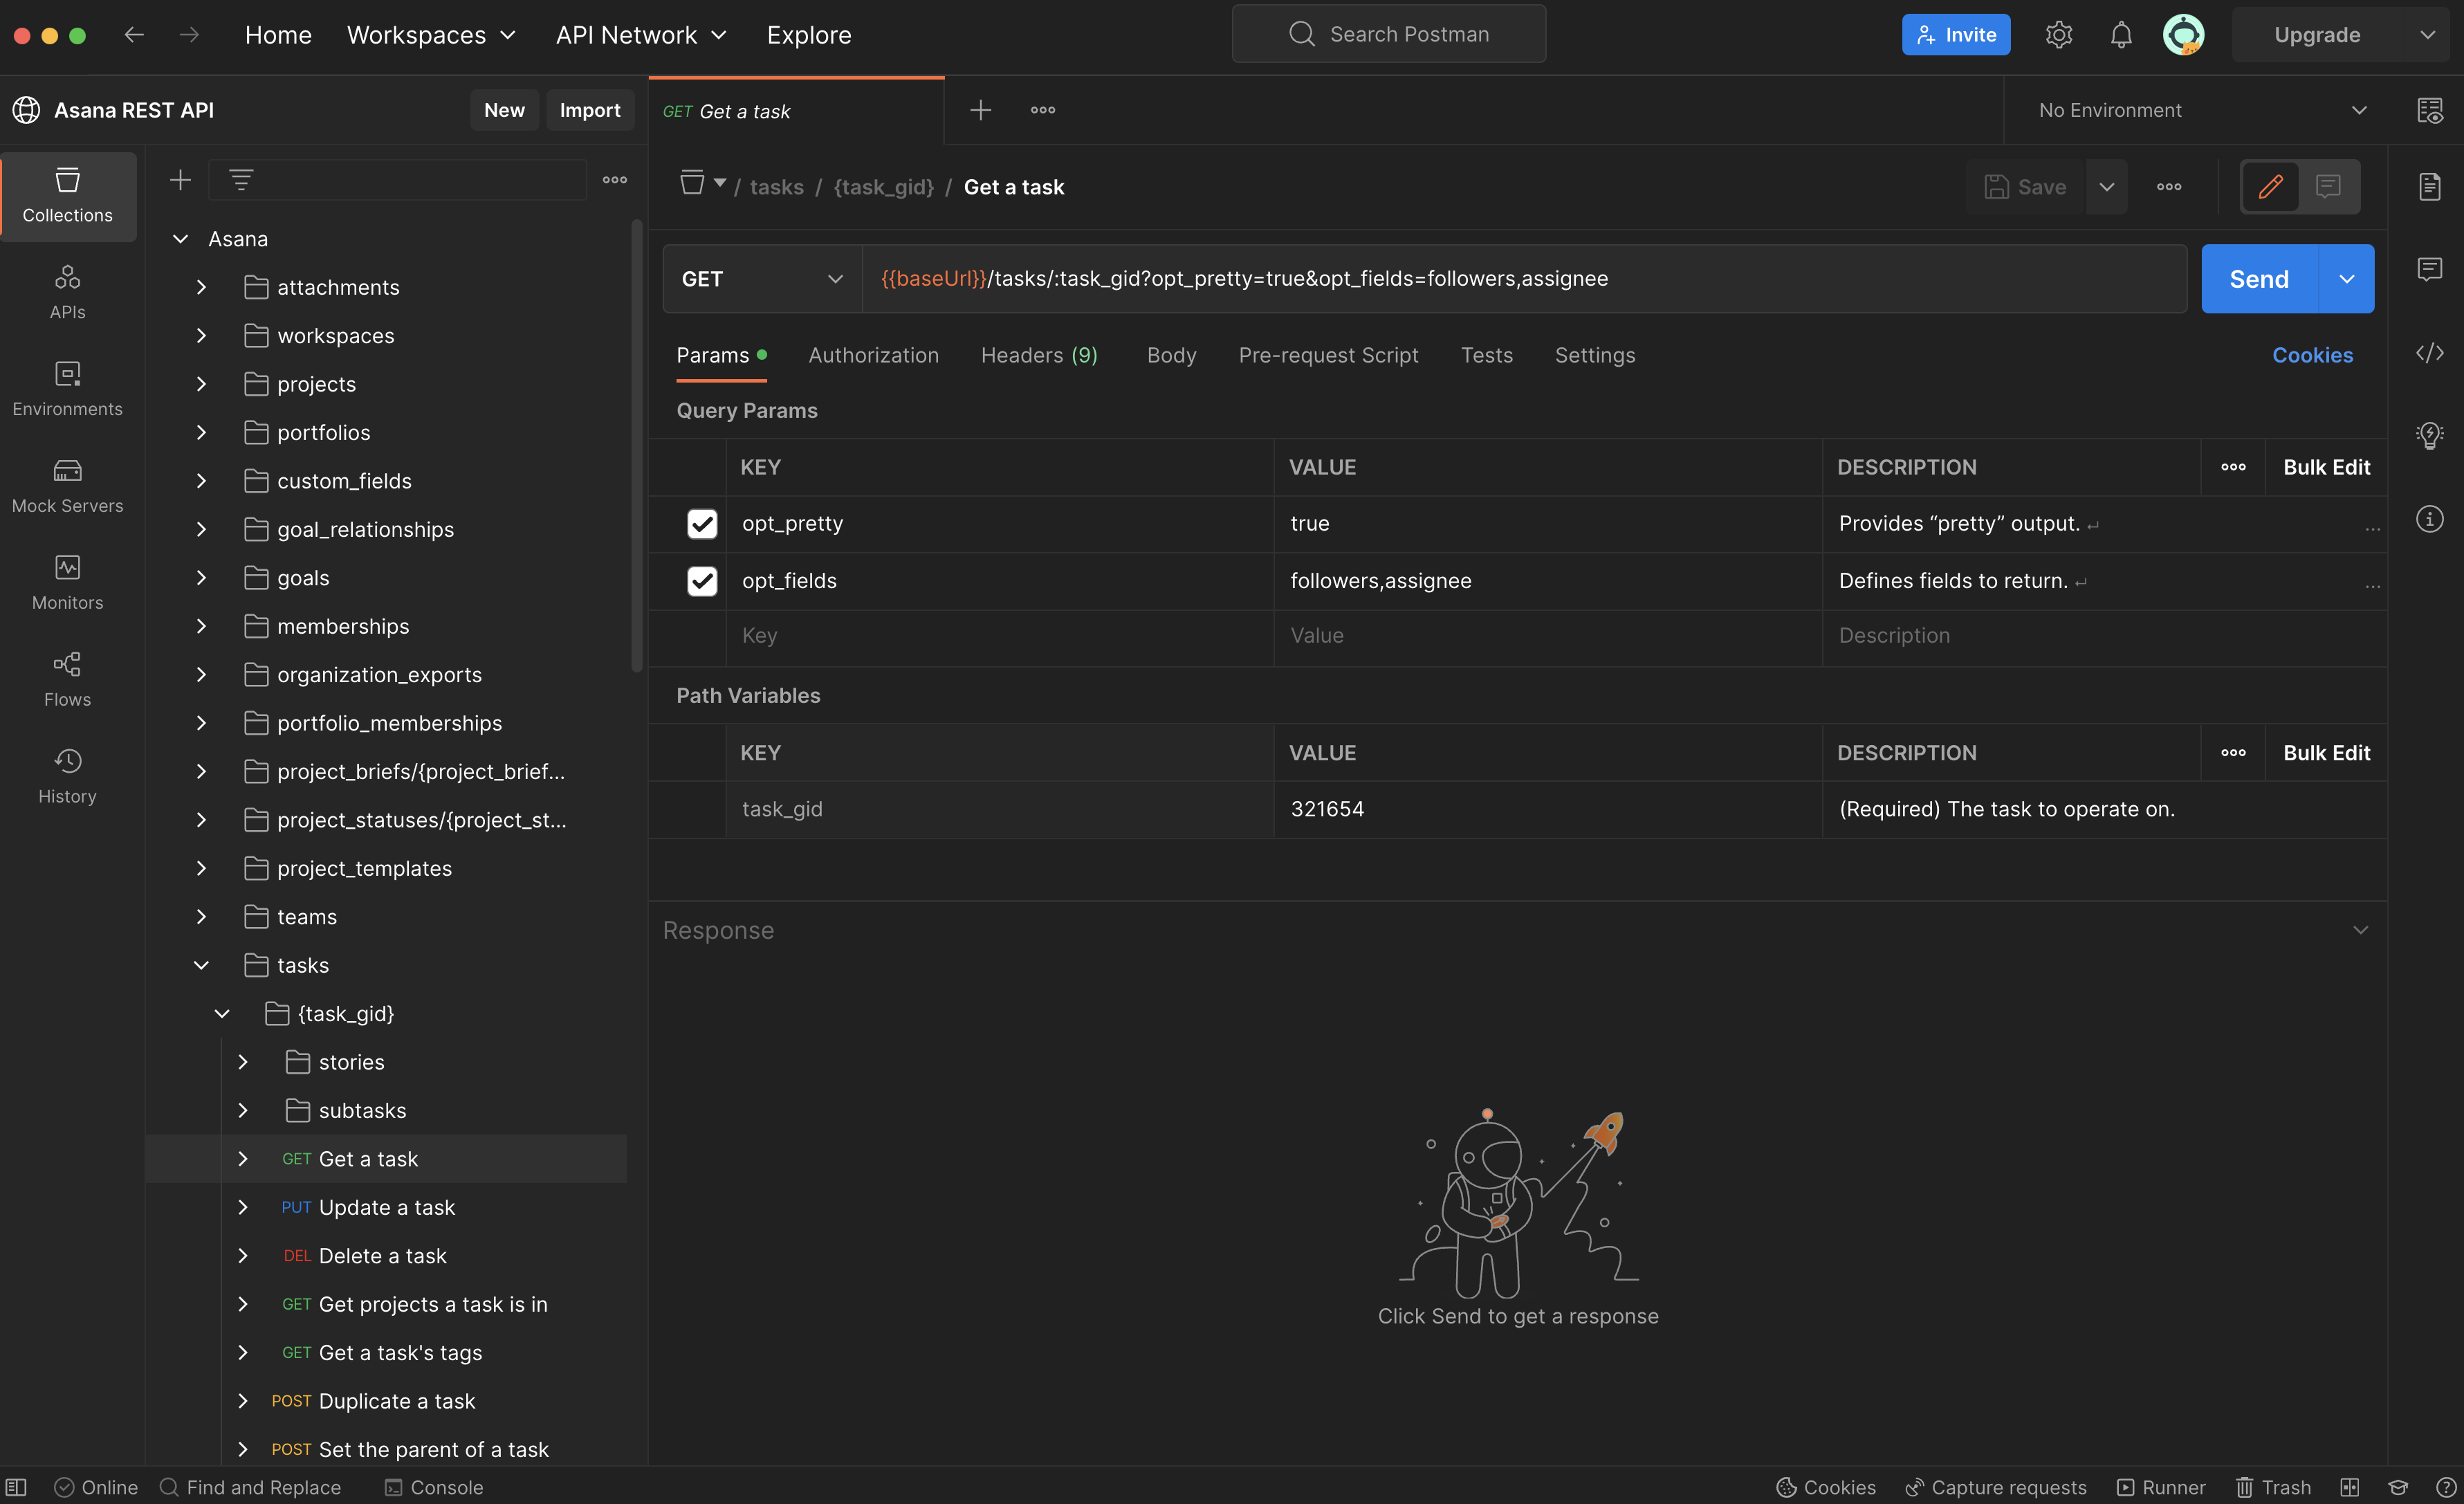 Home Workspaces API Network Explore Search Postman Invite Upgrade
Asana REST API New Import GET Get a task No Environment
Collections
APIs
Environments
Mock Servers
Monitors
Flows
History
Asana
attachments
workspaces
projects
portfolios
custom_fields
goal_relationships
goals
memberships
organization_exports
portfolio_memberships
project_briefs/{project_brief...
project_statuses/{project_st...
project_templates
teams
tasks
{task_gid}
stories
subtasks
GET Get a task
PUT Update a task
DEL Delete a task
GET Get projects a task is in
GET Get a task's tags
POST Duplicate a task
POST Set the parent of a task
/ tasks / {task_gid} / Get a task Save
GET {{baseUrl}}/tasks/:task_gid?opt_pretty=true&opt_fields=followers,assignee Send
Params Authorization Headers (9) Body Pre-request Script Tests Settings Cookies
Query Params
KEY VALUE DESCRIPTION Bulk Edit
opt_pretty true Provides “pretty” output. ↵ ...
opt_fields followers,assignee Defines fields to return. ↵ ...
Key Value Description
Path Variables
KEY VALUE DESCRIPTION Bulk Edit
task_gid 321654 (Required) The task to operate on.
Response
Click Send to get a response
Online Find and Replace Console Cookies Capture requests Runner Trash